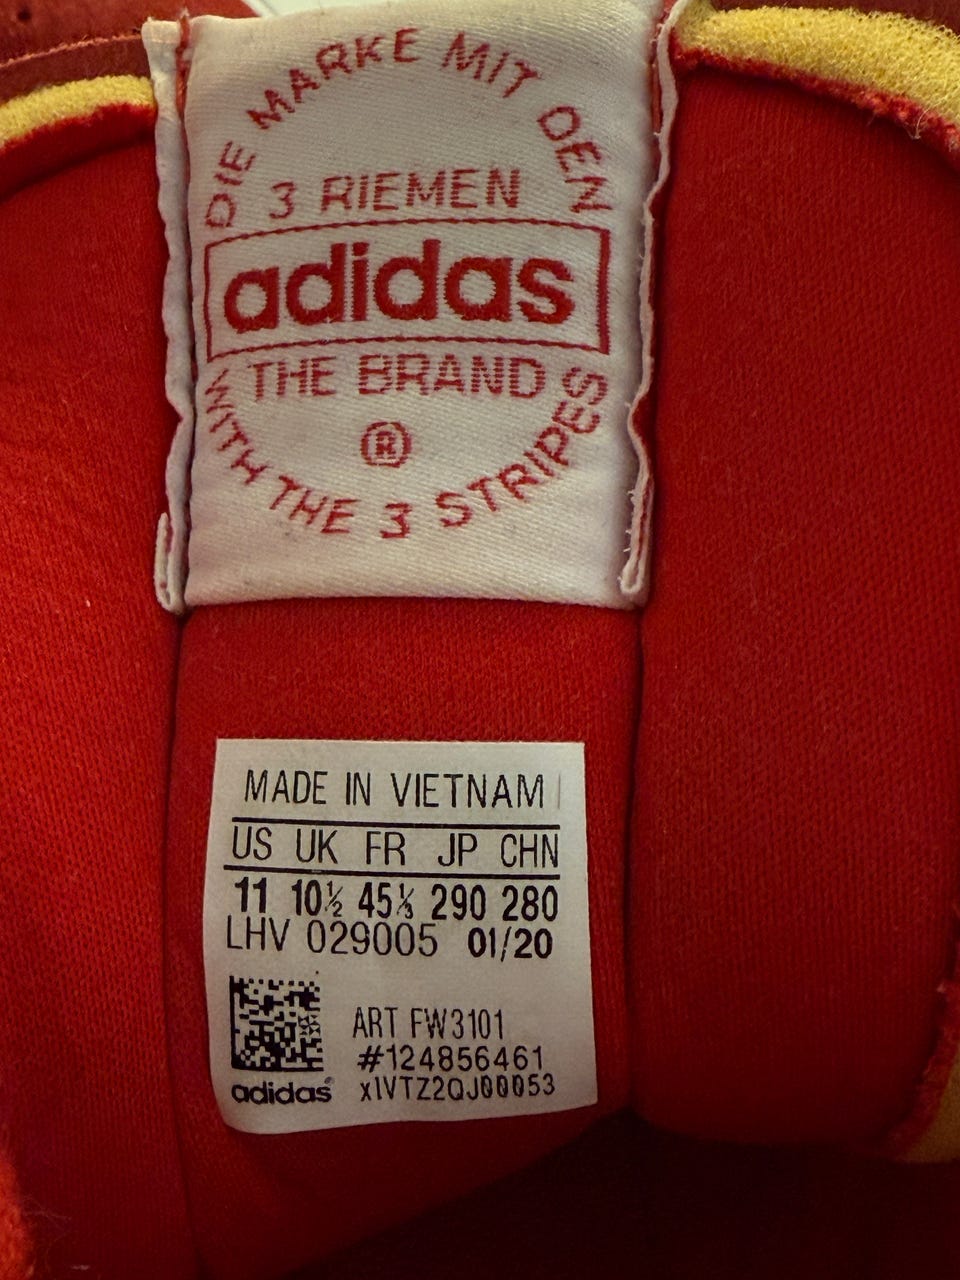 DIE MARKE MIT DEN
3 RIEMEN
adidas
THE BRAND
®
WITH THE 3 STRIPES
MADE IN VIETNAM
US UK FR JP CHN
11 10½ 45⅓ 290 280
LHV 029005 01/20
ART FW3101
#124856461
adidas® x1VTZ2QJ00053